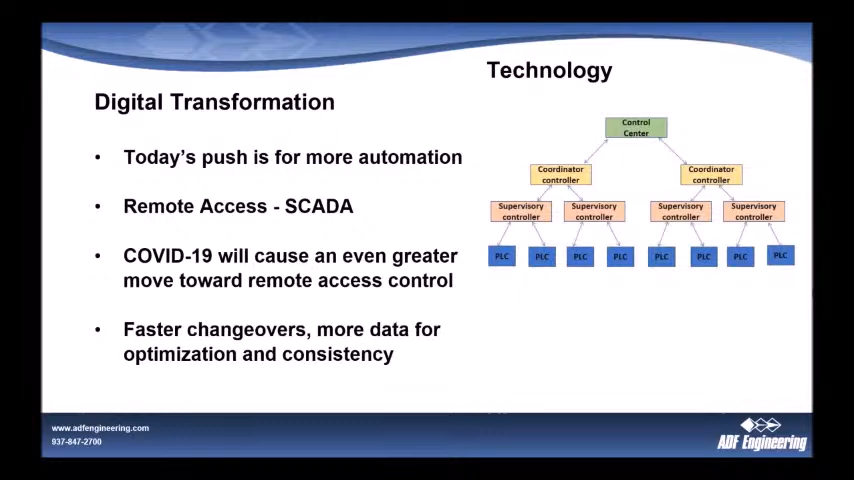 Technology
Digital Transformation
• Today's push is for more automation
• Remote Access - SCADA
• COVID-19 will cause an even greater
move toward remote access control
• Faster changeovers, more data for
optimization and consistency
Control
Center
Coordinator
controller
Coordinator
controller
Supervisory
controller
Supervisory
controller
Supervisory
controller
Supervisory
controller
PLC
PLC
PLC
PLC
PLC
PLC
PLC
PLC
www.adfengineering.com
937-847-2700
ADF Engineering